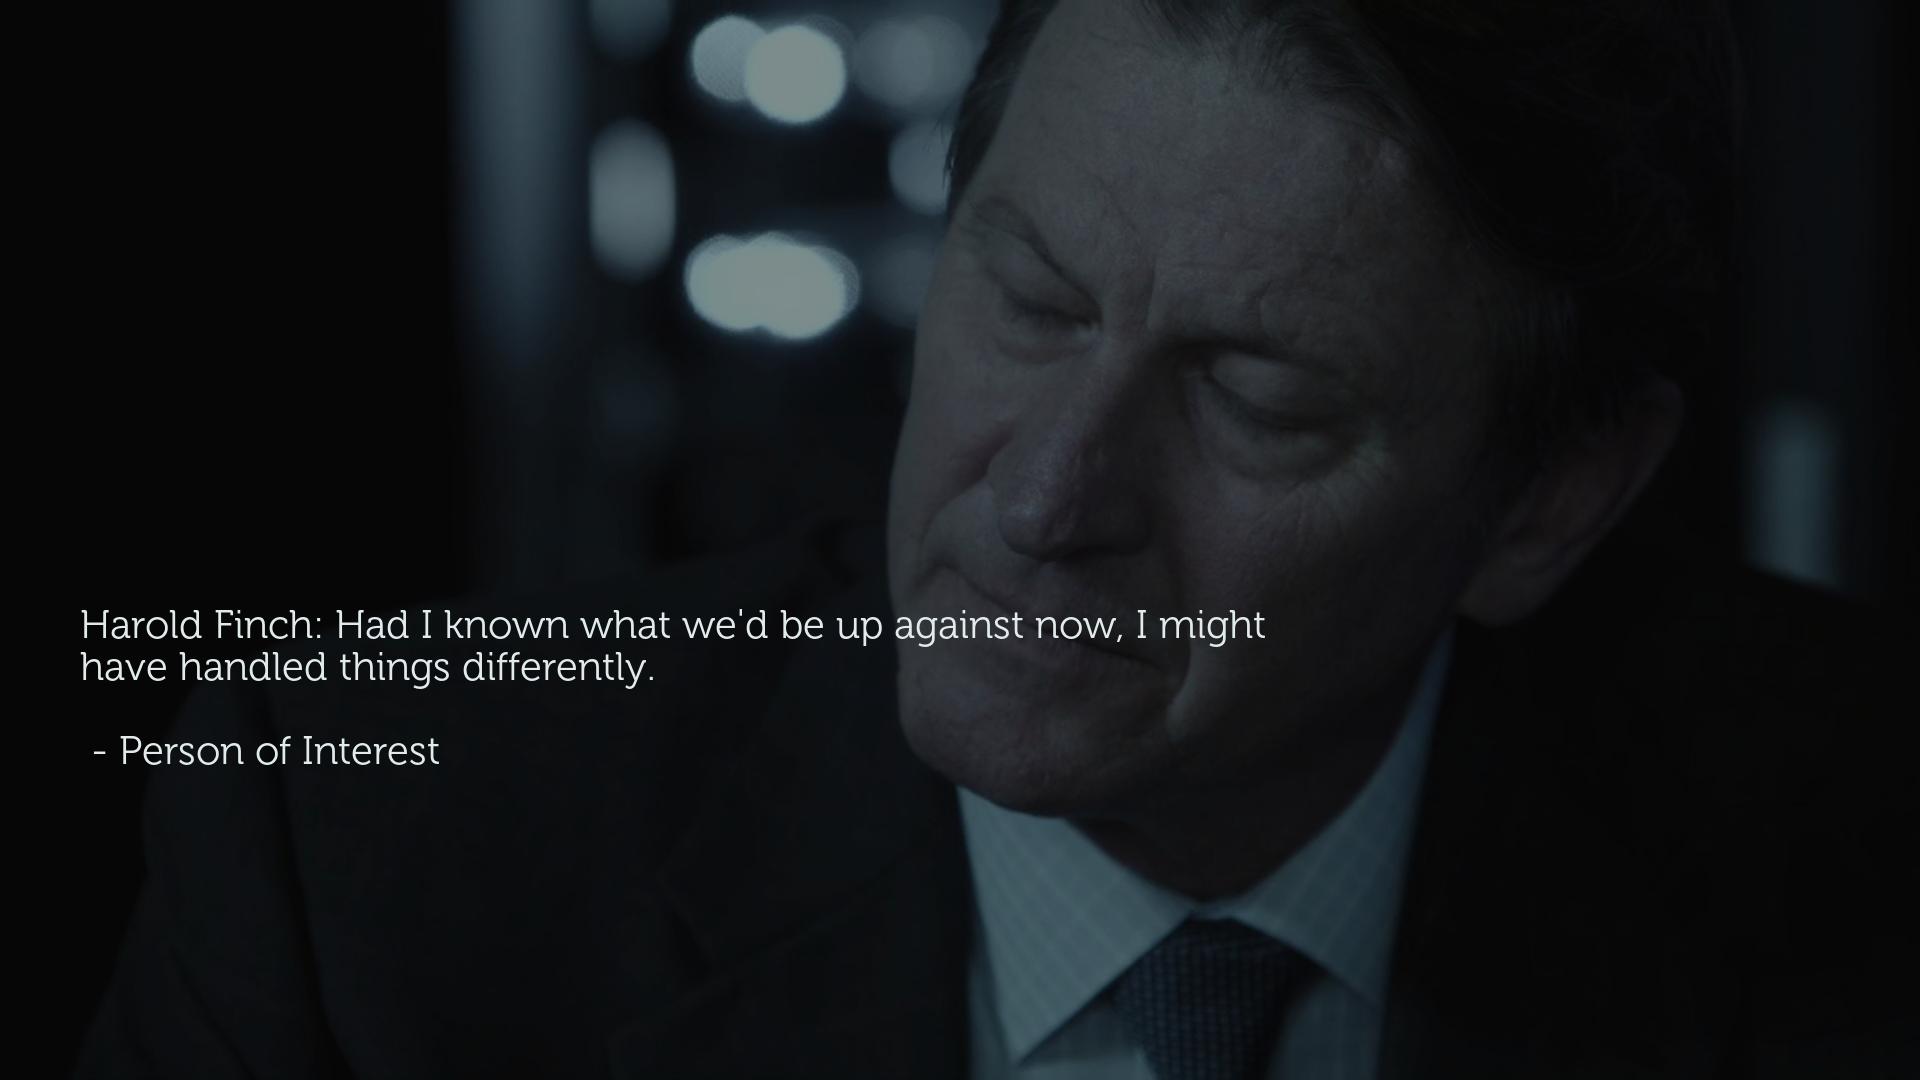 Harold Finch: Had I known what we'd be up against now, I might
have handled things differently.
- Person of Interest